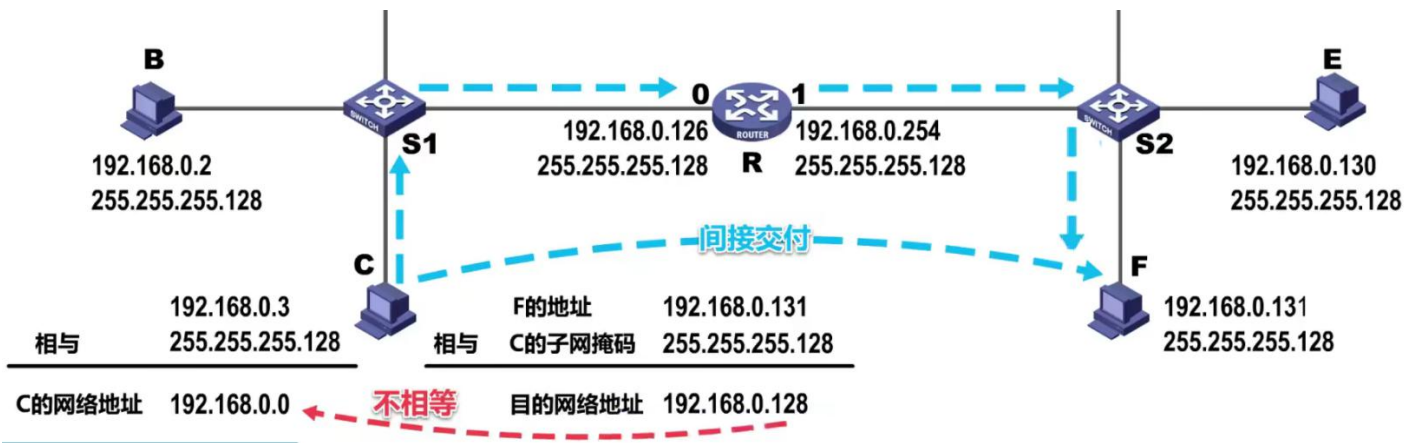 B
E
0
1
SWITCH
ROUTER
SWITCH
S1
R
S2
192.168.0.126
255.255.255.128
192.168.0.254
255.255.255.128
192.168.0.2
255.255.255.128
192.168.0.130
255.255.255.128
间接交付
C
F
192.168.0.3
相与 255.255.255.128
C的网络地址 192.168.0.0
F的地址 192.168.0.131
相与 C的子网掩码 255.255.255.128
不相等
目的网络地址 192.168.0.128
192.168.0.131
255.255.255.128